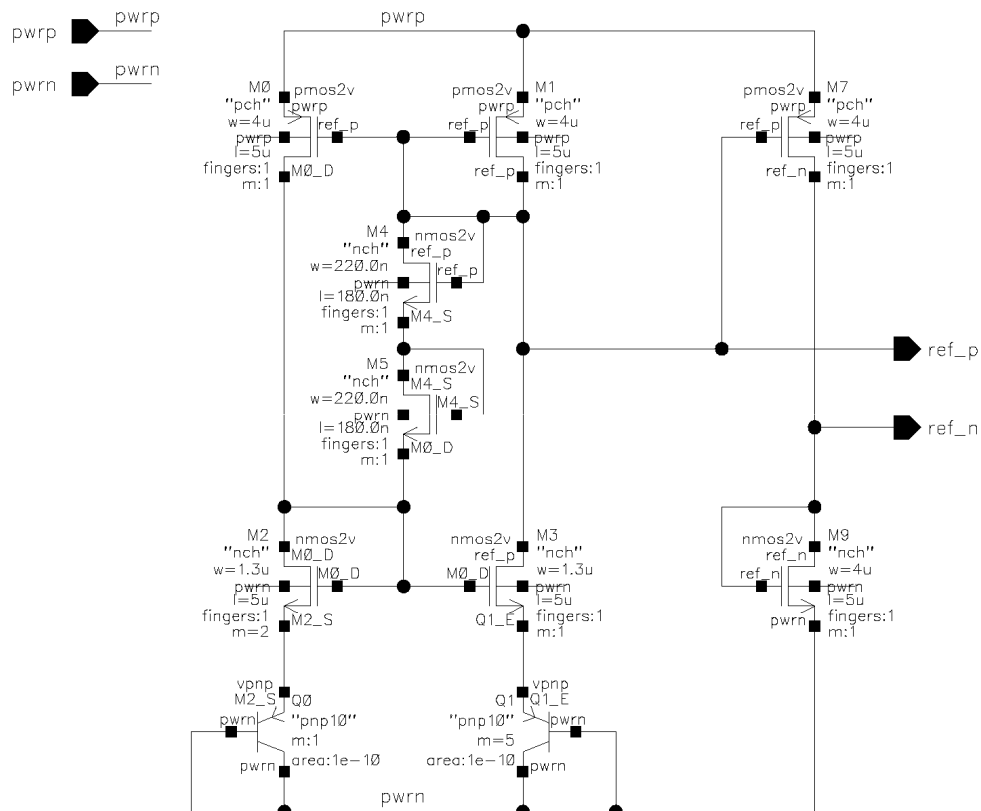 pwrp
pwrp
pwrn
pwrn
pwrp
M0
pmos2v
"pch"
pwrp
w=4u
ref_p
pwrp
l=5u
fingers:1
M0_D
m:1
pmos2v
M1
pwrp
"pch"
w=4u
ref_p
pwrp
l=5u
ref_p
fingers:1
m:1
pmos2v
M7
pwrp
"pch"
w=4u
ref_p
pwrp
l=5u
ref_n
fingers:1
m:1
M4
nmos2v
"nch"
ref_p
w=220.0n
ref_p
pwrn
l=180.0n
fingers:1
M4_S
m:1
M5
nmos2v
"nch"
M4_S
w=220.0n
M4_S
pwrn
l=180.0n
fingers:1
M0_D
m:1
ref_p
ref_n
M2
nmos2v
"nch"
M0_D
w=1.3u
M0_D
pwrn
l=5u
fingers:1
M2_S
m=2
nmos2v
M3
ref_p
"nch"
w=1.3u
M0_D
pwrn
l=5u
Q1_E
fingers:1
m:1
nmos2v
M9
ref_n
"nch"
w=4u
ref_n
pwrn
l=5u
pwrn
fingers:1
m:1
vpnp
M2_S
Q0
pwrn
"pnp10"
m:1
area:1e-10
pwrn
vpnp
Q1
Q1_E
"pnp10"
pwrn
m=5
area:1e-10
pwrn
pwrn